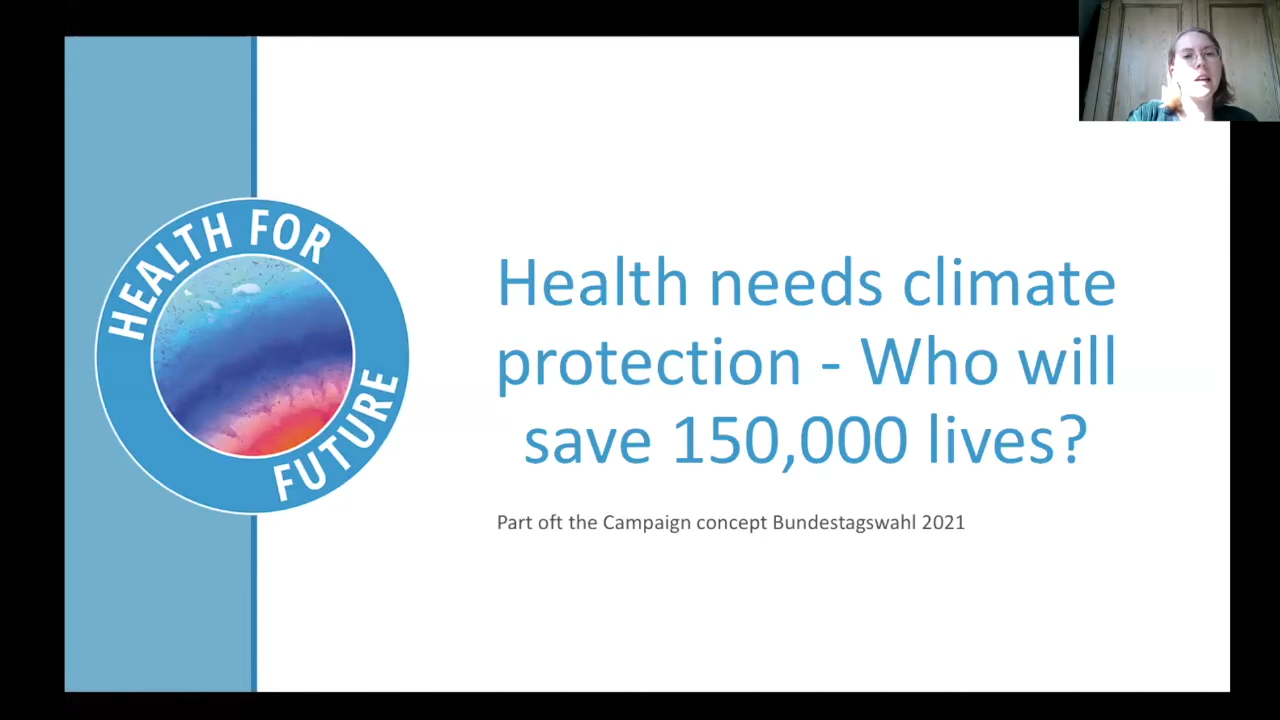 HEALTH FOR
FUTURE
Health needs climate
protection - Who will
save 150,000 lives?
Part oft the Campaign concept Bundestagswahl 2021